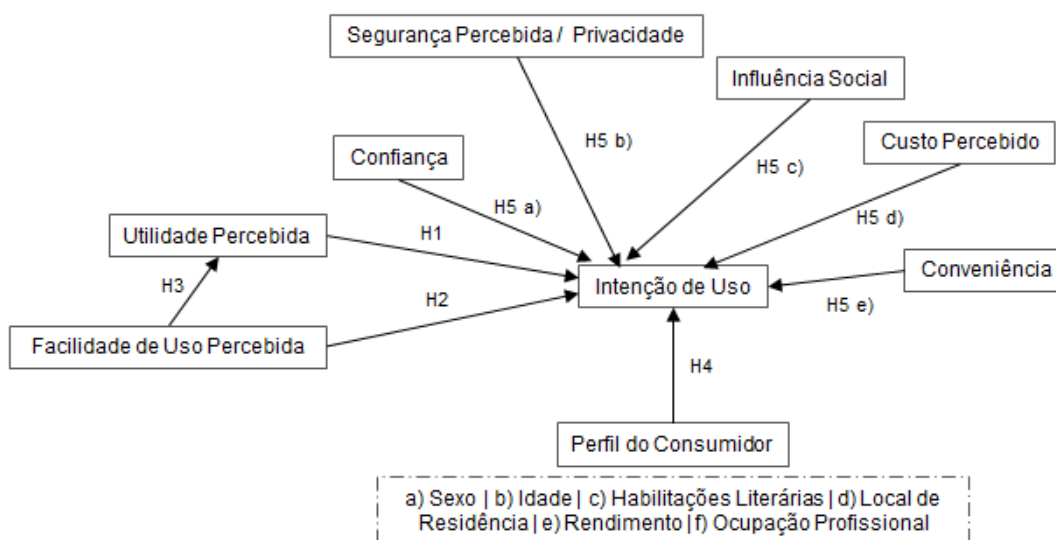 Segurança Percebida / Privacidade
Influência Social
Custo Percebido
Confiança
H5 b)
H5 c)
H5 d)
H5 a)
Utilidade Percebida
H1
Conveniência
Intenção de Uso
H3
H2
H5 e)
Facilidade de Uso Percebida
H4
Perfil do Consumidor
a) Sexo | b) Idade | c) Habilitações Literárias | d) Local de
Residência | e) Rendimento | f) Ocupação Profissional